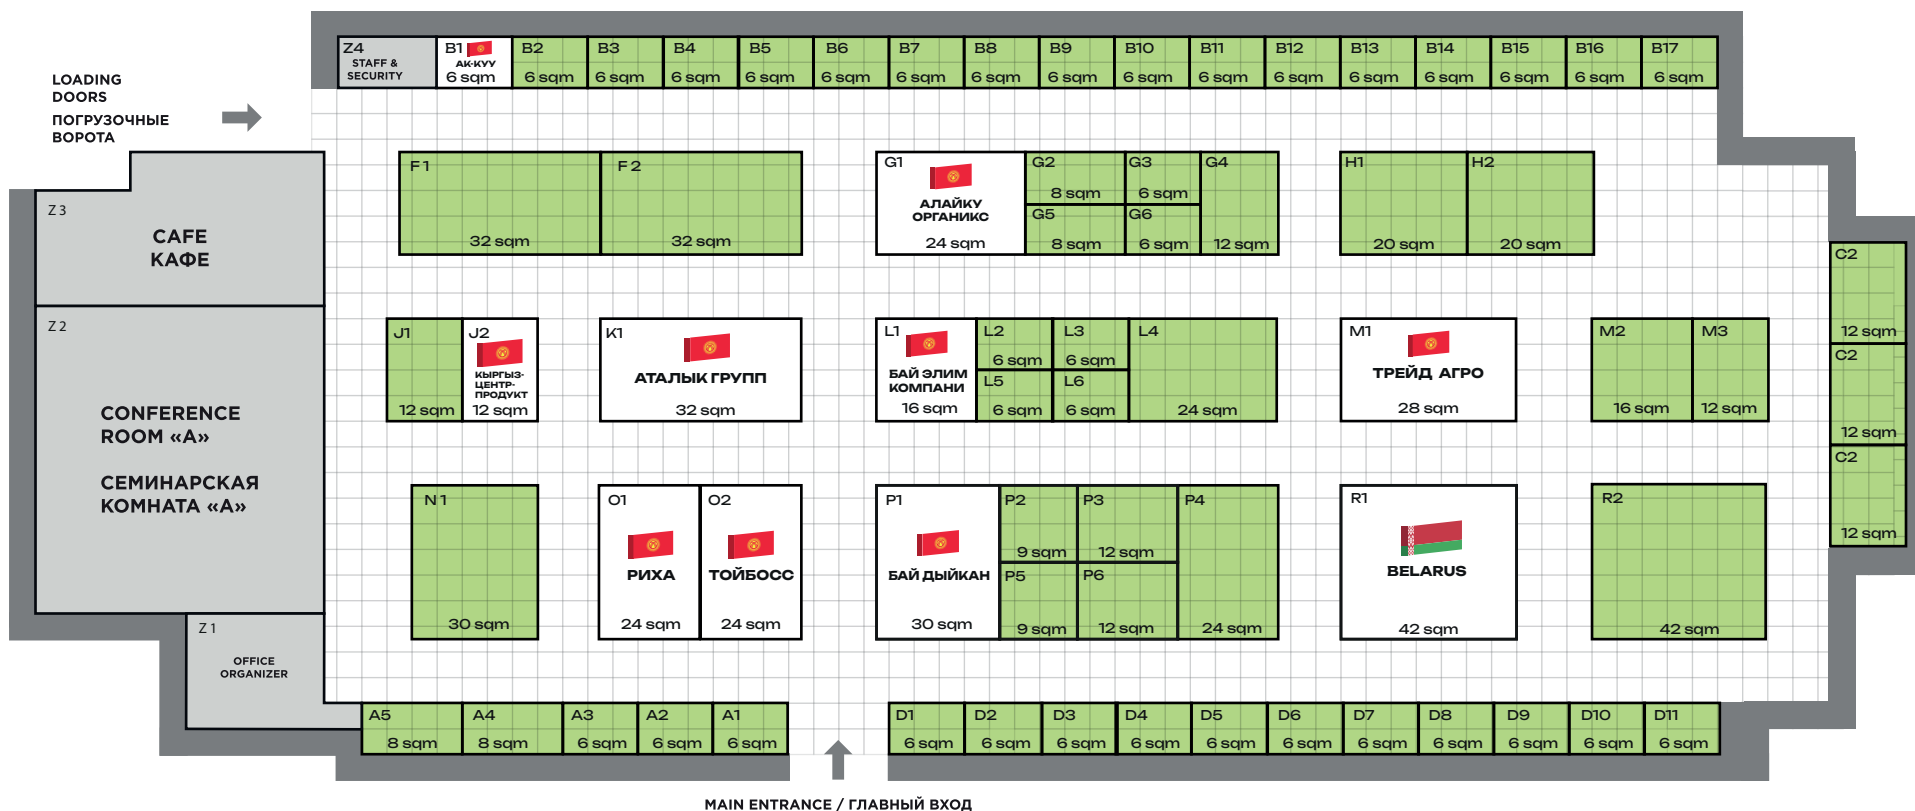 Z4
STAFF &
SECURITY
B1
АК-КУУ
6 sqm
B2
6 sqm
B3
6 sqm
B4
6 sqm
B5
6 sqm
B6
6 sqm
B7
6 sqm
B8
6 sqm
B9
6 sqm
B10
6 sqm
B11
6 sqm
B12
6 sqm
B13
6 sqm
B14
6 sqm
B15
6 sqm
B16
6 sqm
B17
6 sqm
LOADING
DOORS
ПОГРУЗОЧНЫЕ
ВОРОТА
Z3
CAFE
КАФЕ
F1
32 sqm
F2
32 sqm
G1
АЛАЙКУ
ОРГАНИКС
24 sqm
G2
8 sqm
G3
6 sqm
G4
12 sqm
G5
8 sqm
G6
6 sqm
H1
20 sqm
H2
20 sqm
C2
12 sqm
C2
12 sqm
C2
12 sqm
Z2
CONFERENCE
ROOM «A»
СЕМИНАРСКАЯ
КОМНАТА «А»
J1
12 sqm
J2
КЫРГЫЗ-
ЦЕНТР-
ПРОДУКТ
12 sqm
K1
АТАЛЫК ГРУПП
32 sqm
L1
БАЙ ЭЛИМ
КОМПАНИ
16 sqm
L2
6 sqm
L3
6 sqm
L4
24 sqm
L5
6 sqm
L6
6 sqm
M1
ТРЕЙД АГРО
28 sqm
M2
16 sqm
M3
12 sqm
N1
30 sqm
O1
РИХА
24 sqm
O2
ТОЙБОСС
24 sqm
P1
БАЙ ДЫЙКАН
30 sqm
P2
9 sqm
P3
12 sqm
P4
24 sqm
P5
9 sqm
P6
12 sqm
R1
BELARUS
42 sqm
R2
42 sqm
Z1
OFFICE
ORGANIZER
A5
8 sqm
A4
8 sqm
A3
6 sqm
A2
6 sqm
A1
6 sqm
D1
6 sqm
D2
6 sqm
D3
6 sqm
D4
6 sqm
D5
6 sqm
D6
6 sqm
D7
6 sqm
D8
6 sqm
D9
6 sqm
D10
6 sqm
D11
6 sqm
MAIN ENTRANCE / ГЛАВНЫЙ ВХОД